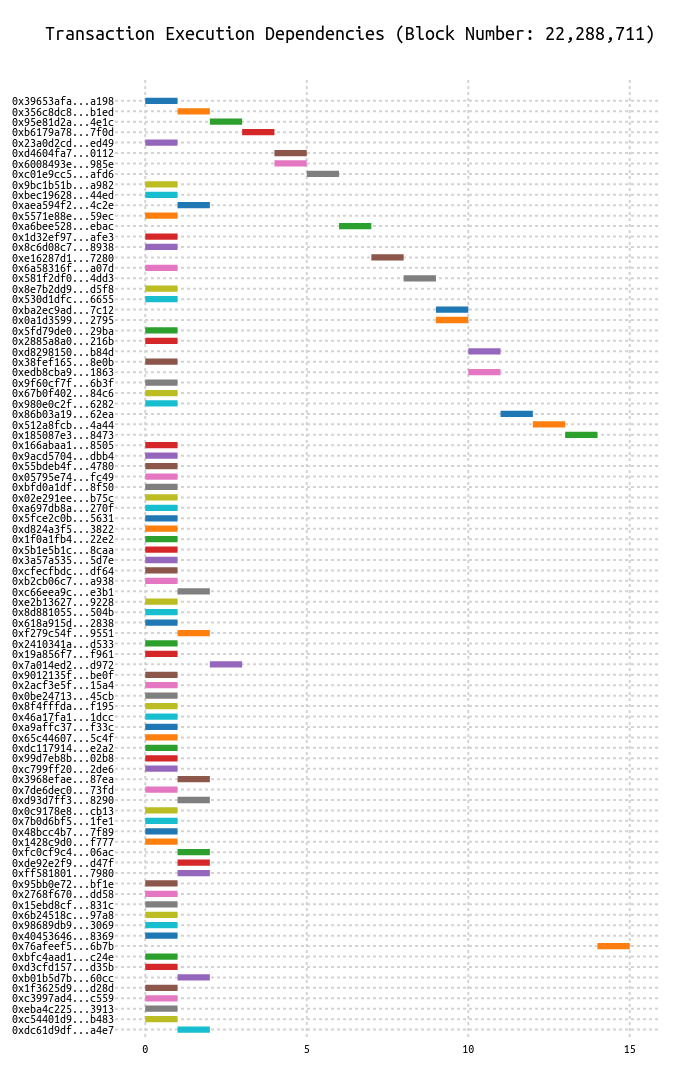 Transaction Execution Dependencies (Block Number: 22,288,711)
0x39653afa...a198
0x356c8dc8...b1ed
0x95e81d2a...4e1c
0xb6179a78...7f0d
0x23a0d2cd...ed49
0xd4604fa7...0112
0x6008493e...985e
0xc01e9cc5...afd6
0x9bc1b51b...a982
0xbec19628...44ed
0xaea594f2...4c2e
0x5571e88e...59ec
0xa6bee528...ebac
0x1d32ef97...afe3
0x8c6d08c7...8938
0xe16287d1...7280
0x6a58316f...a07d
0x581f2df0...4dd3
0x8e7b2dd9...d5f8
0x530d1dfc...6655
0xba2ec9ad...7c12
0x0a1d3599...2795
0x5fd79de0...29ba
0x2885a8a0...216b
0xd8298150...b84d
0x38fef165...8e0b
0xedb8cba9...1863
0x9f60cf7f...6b3f
0x67b0f402...84c6
0x980e0c2f...6282
0x86b03a19...62ea
0x512a8fcb...4a44
0x185087e3...8473
0x166abaa1...8505
0x9acd5704...dbb4
0x55bdeb4f...4780
0x05795e74...fc49
0xbfd0a1df...8f50
0x02e291ee...b75c
0xa697db8a...270f
0x5fce2c0b...5631
0xd824a3f5...3822
0x1f0a1fb4...22e2
0x5b1e5b1c...8caa
0x3a57a535...5d7e
0xcfecfbdc...df64
0xb2cb06c7...a938
0xc66eea9c...e3b1
0xe2b13627...9228
0x8d881055...504b
0x618a915d...2838
0xf279c54f...9551
0x2410341a...d533
0x19a856f7...f961
0x7a014ed2...d972
0x9012135f...be0f
0x2acf3e5f...15a4
0x0be24713...45cb
0x8f4fffda...f195
0x46a17fa1...1dcc
0xa9affc37...f33c
0x65c44607...5c4f
0xdc117914...e2a2
0x99d7eb8b...02b8
0xc799ff20...2de6
0x3968efae...87ea
0x7de6dec0...73fd
0xd93d7ff3...8290
0x0c9178e8...cb13
0x7b0d6bf5...1fe1
0x48bcc4b7...7f89
0x1428c9d0...f777
0xfc0cf9c4...06ac
0xde92e2f9...d47f
0xff581801...7980
0x95bb0e72...bf1e
0x2768f670...dd58
0x15ebd8cf...831c
0x6b24518c...97a8
0x98689db9...3069
0x40453646...8369
0x76afeef5...6b7b
0xbfc4aad1...c24e
0xd3cfd157...d35b
0xb01b5d7b...60cc
0x1f3625d9...d28d
0xc3997ad4...c559
0xeba4c225...3913
0xc54401d9...b483
0xdc61d9df...a4e7
0 5 10 15